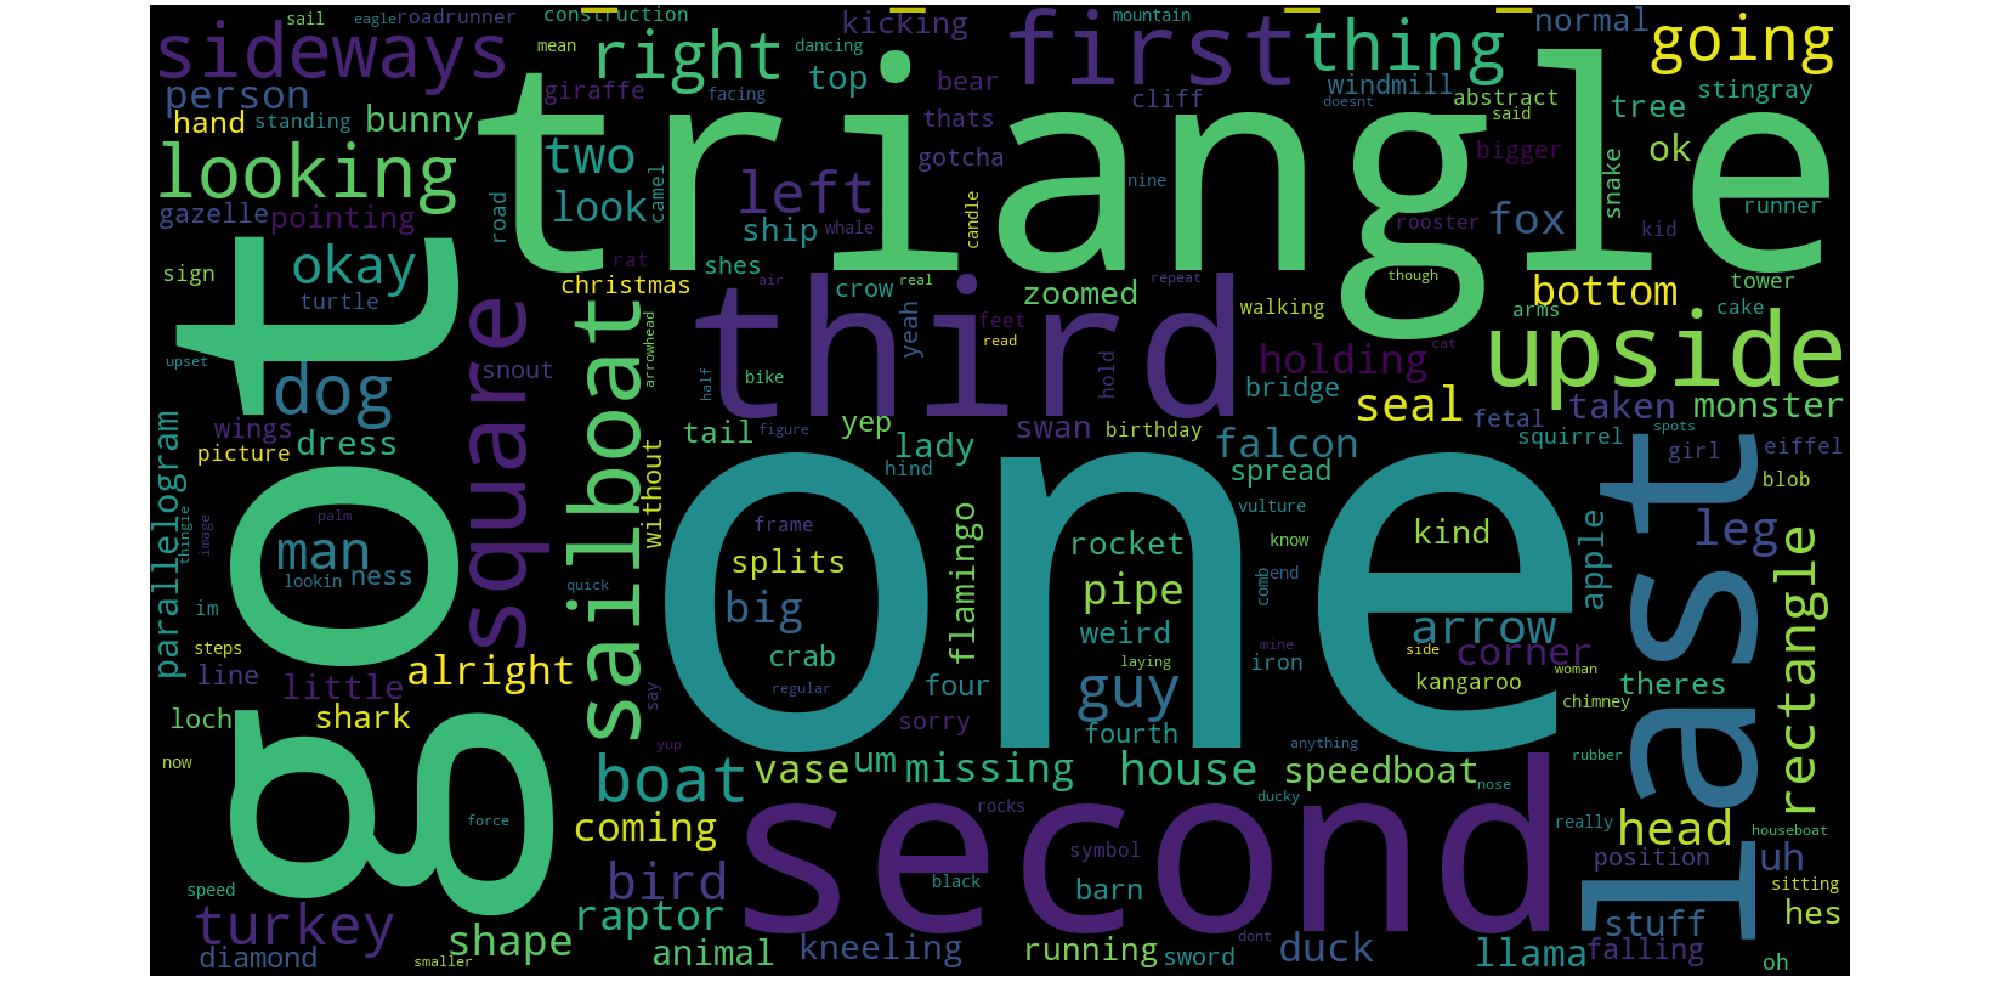 sail eagle roadrunner construction kicking mountain normal
sideways mean right dancing top first thing going
person giraffe facing bear cliff windmill abstract stingray
hand standing bunny triangle thats doesnt said tree
looking two gotcha bigger ok
gazelle pointing road look camel left nine snake
ship whale candle rooster fox kid runner
sign okay rat shes air real repeat though tower
turtle christmas crow zoomed bottom
got square sailboat third feet walking arms cake
upset arrowhead yeah read hold holding cat upside
dog snout half bike bridge
wings tail figure yep swan birthday seal fetal taken monster
picture dress lady falcon squirrel spots girl eiffel
parallelogram without hind spread last blob
thingie image palm frame flamingo one vulture kind leg
man rocket know apple rectangle
lookin ness quick splits pipe comb end
im big weird arrow
steps crab laying mine iron side corner woman
line little alright regular four guy kangaroo theres
loch shark say sorry fourth chimney
now yup boat vase um missing house anything speedboat rubber
nose ducky
force coming rocks second really head houseboat
bird symbol position uh
speed black barn sitting
turkey raptor stuff hes
diamond shape smaller animal kneeling running dont sword duck llama falling oh